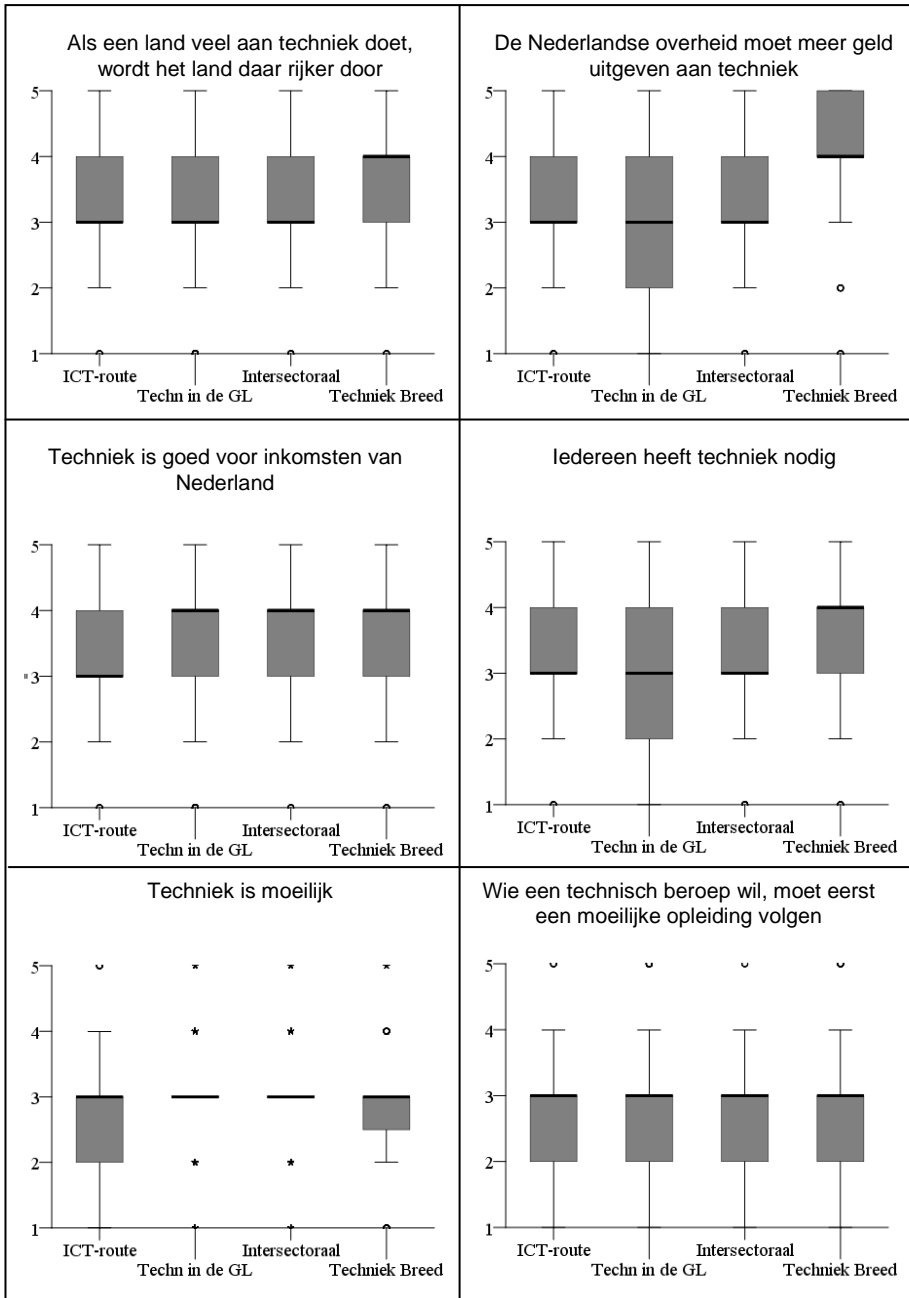 Als een land veel aan techniek doet,
wordt het land daar rijker door
5
4
3
2
1
ICT-route
Intersectoraal
Techn in de GL
Techniek Breed
De Nederlandse overheid moet meer geld
uitgeven aan techniek
5
4
3
2
1
ICT-route
Intersectoraal
Techn in de GL
Techniek Breed
Techniek is goed voor inkomsten van
Nederland
5
4
3
2
1
ICT-route
Intersectoraal
Techn in de GL
Techniek Breed
Iedereen heeft techniek nodig
5
4
3
2
1
ICT-route
Intersectoraal
Techn in de GL
Techniek Breed
Techniek is moeilijk
5
4
3
2
1
ICT-route
Intersectoraal
Techn in de GL
Techniek Breed
Wie een technisch beroep wil, moet eerst
een moeilijke opleiding volgen
5
4
3
2
1
ICT-route
Intersectoraal
Techn in de GL
Techniek Breed